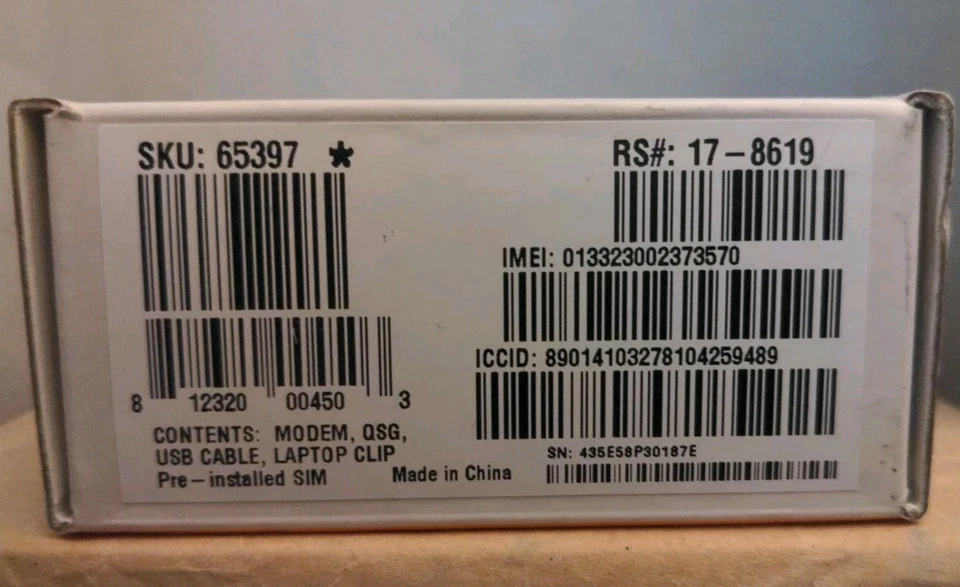 SKU: 65397 ★
RS#: 17-8619
IMEI: 013323002373570
ICCID: 89014103278104259489
8 12320 00450 3
CONTENTS: MODEM, QSG,
USB CABLE, LAPTOP CLIP
Pre-installed SIM
Made in China
SN: 435E58P30187E